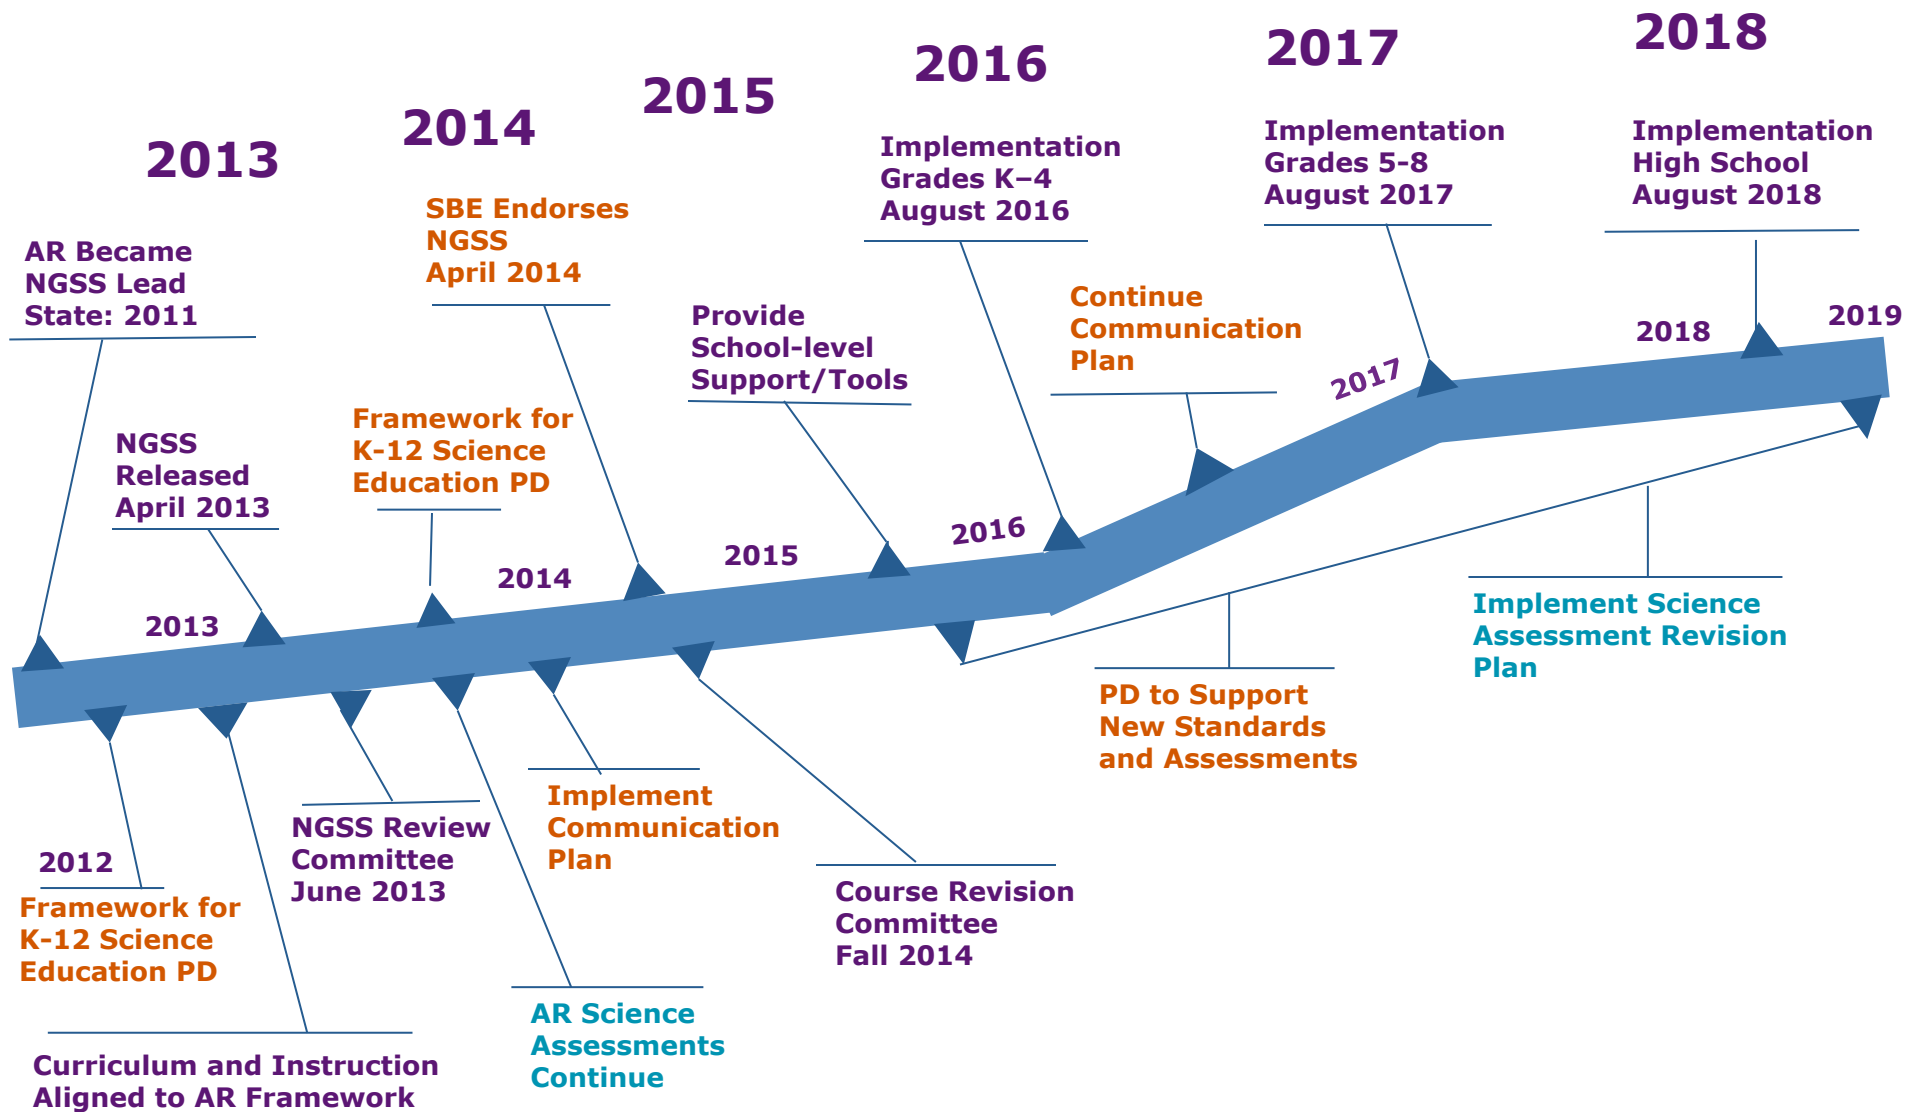 2013
2014
2015
2016
2017
2018
AR Became
NGSS Lead
State: 2011
NGSS
Released
April 2013
Framework for
K-12 Science
Education PD
SBE Endorses
NGSS
April 2014
Provide
School-level
Support/Tools
Implementation
Grades K–4
August 2016
Continue
Communication
Plan
Implementation
Grades 5-8
August 2017
Implementation
High School
August 2018
2013
2014
2015
2016
2017
2018
2019
2012
Framework for
K-12 Science
Education PD
Curriculum and Instruction
Aligned to AR Framework
NGSS Review
Committee
June 2013
AR Science
Assessments
Continue
Implement
Communication
Plan
Course Revision
Committee
Fall 2014
PD to Support
New Standards
and Assessments
Implement Science
Assessment Revision
Plan